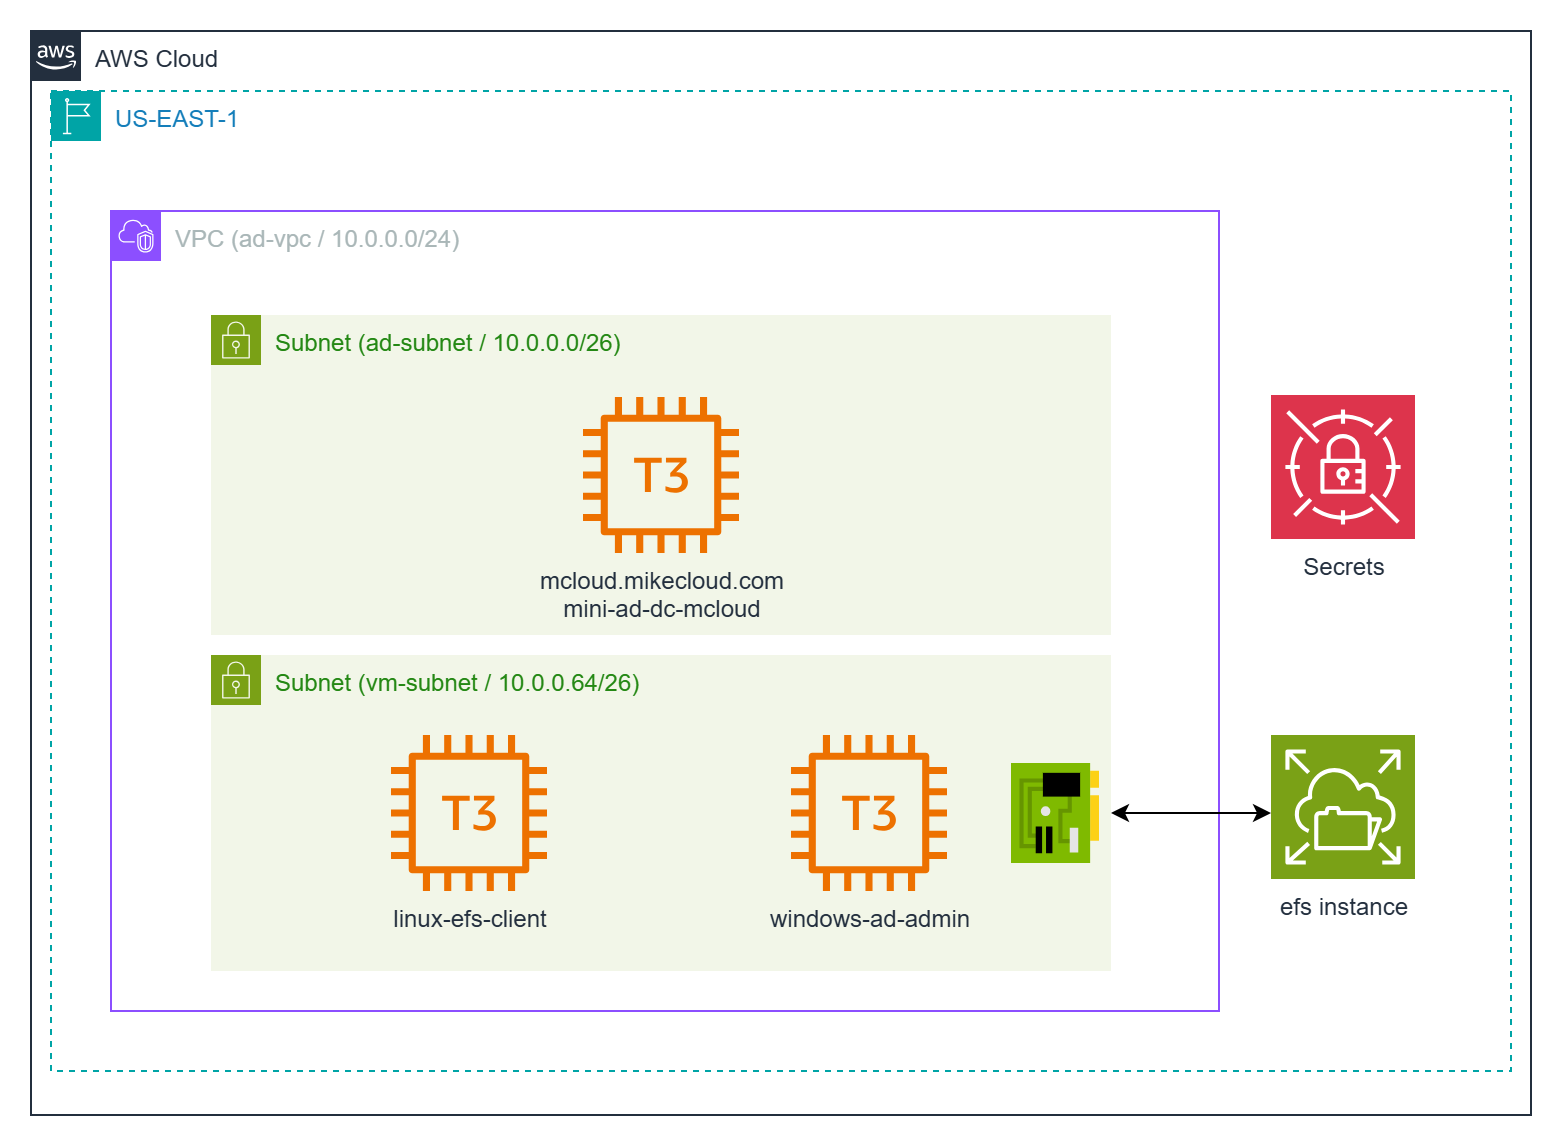 aws
AWS Cloud
US-EAST-1
VPC (ad-vpc / 10.0.0.0/24)
Subnet (ad-subnet / 10.0.0.0/26)
T3
mcloud.mikecloud.com
mini-ad-dc-mcloud
Secrets
Subnet (vm-subnet / 10.0.0.64/26)
T3
T3
linux-efs-client
windows-ad-admin
efs instance